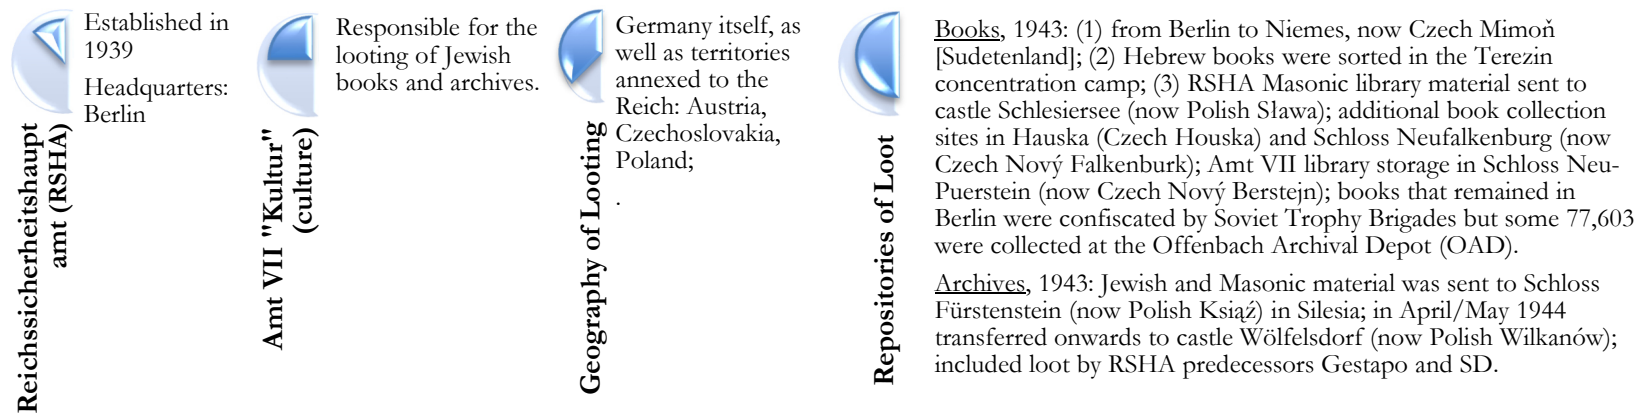 Reichssicherheitshaupt
amt (RSHA)
Established in
1939
Headquarters:
Berlin
Amt VII "Kultur"
(culture)
Responsible for the
looting of Jewish
books and archives.
Geography of Looting
Germany itself, as
well as territories
annexed to the
Reich: Austria,
Czechoslovakia,
Poland;
.
Repositories of Loot
Books, 1943: (1) from Berlin to Niemes, now Czech Mimoň
[Sudetenland]; (2) Hebrew books were sorted in the Terezin
concentration camp; (3) RSHA Masonic library material sent to
castle Schlesiersee (now Polish Sława); additional book collection
sites in Hauska (Czech Houska) and Schloss Neufalkenburg (now
Czech Nový Falkenburk); Amt VII library storage in Schloss Neu-
Puerstein (now Czech Nový Berstejn); books that remained in
Berlin were confiscated by Soviet Trophy Brigades but some 77,603
were collected at the Offenbach Archival Depot (OAD).
Archives, 1943: Jewish and Masonic material was sent to Schloss
Fürstenstein (now Polish Książ) in Silesia; in April/May 1944
transferred onwards to castle Wölfelsdorf (now Polish Wilkanów);
included loot by RSHA predecessors Gestapo and SD.